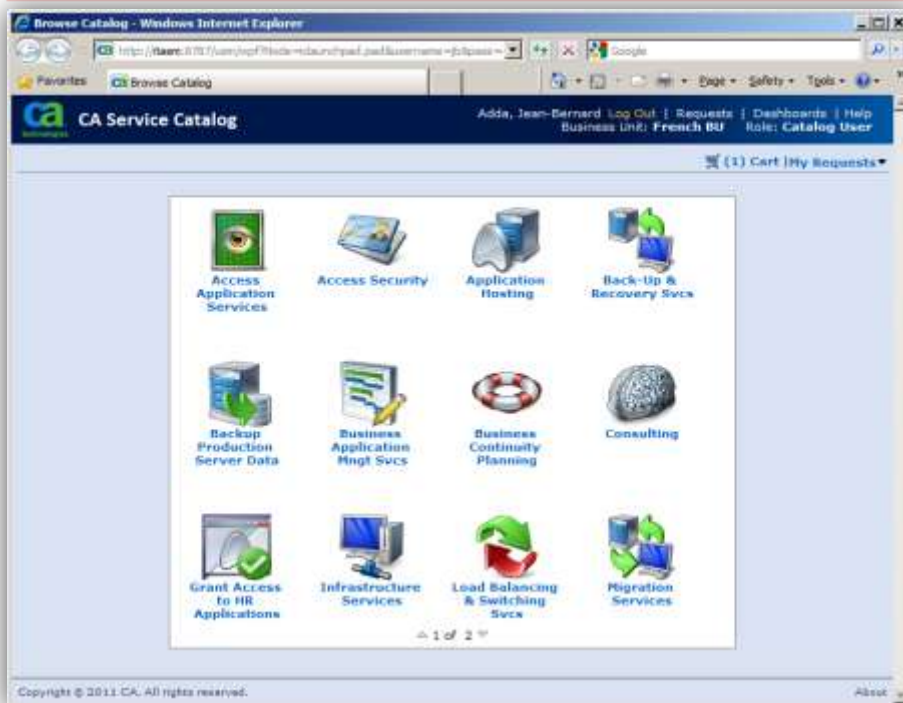 Browse Catalog - Windows Internet Explorer
Google
Favorites
Browse Catalog
Page
Safety
Tools
ca
technologies
CA Service Catalog
Adda, Jean-Bernard Log Out | Requests | Dashboards | Help
Business Unit: French BU Role: Catalog User
(1) Cart |My Requests
Access
Application
Services
Access Security
Application
Hosting
Back-Up &
Recovery Svcs
Backup
Production
Server Data
Business
Application
Mngt Svcs
Business
Continuity
Planning
Consulting
Grant Access
to HR
Applications
Infrastructure
Services
Load Balancing
& Switching
Svcs
Migration
Services
1 of 2
Copyright © 2011 CA. All rights reserved.
About